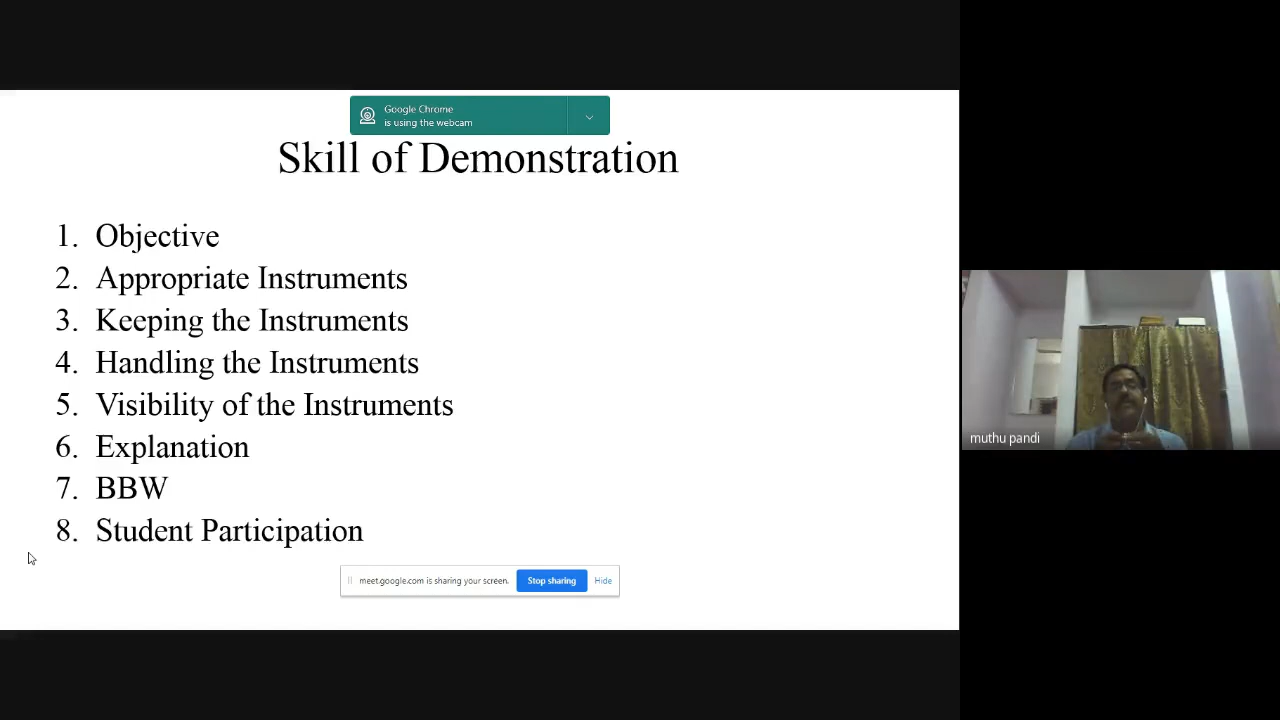 Google Chrome
is using the webcam
Skill of Demonstration
1. Objective
2. Appropriate Instruments
3. Keeping the Instruments
4. Handling the Instruments
5. Visibility of the Instruments
6. Explanation
7. BBW
8. Student Participation
meet.google.com is sharing your screen. Stop sharing Hide
muthu pandi